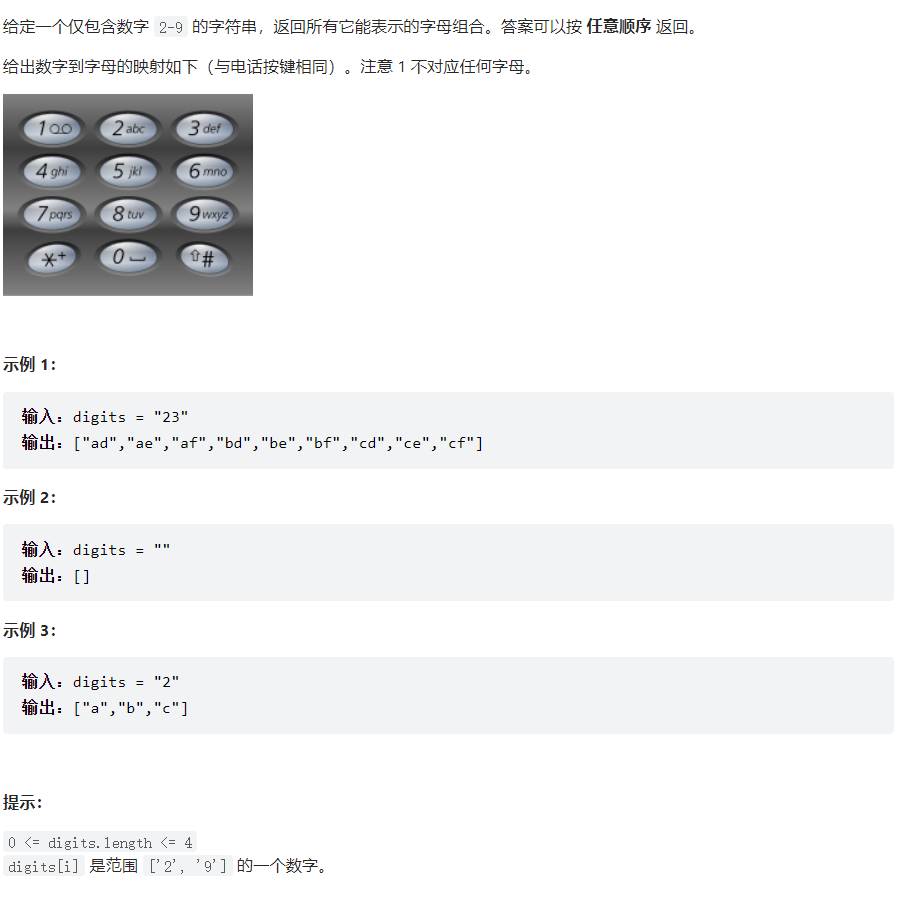 给定一个仅包含数字 2-9 的字符串，返回所有它能表示的字母组合。答案可以按 任意顺序 返回。
给出数字到字母的映射如下（与电话按键相同）。注意 1 不对应任何字母。
1 2 abc 3 def
4 ghi 5 jkl 6 mno
7 pqrs 8 tuv 9 wxyz
*+ 0 ⇧#
示例 1：
输入：digits = "23"
输出：["ad","ae","af","bd","be","bf","cd","ce","cf"]
示例 2：
输入：digits = ""
输出：[]
示例 3：
输入：digits = "2"
输出：["a","b","c"]
提示：
0 <= digits.length <= 4
digits[i] 是范围 ['2', '9'] 的一个数字。